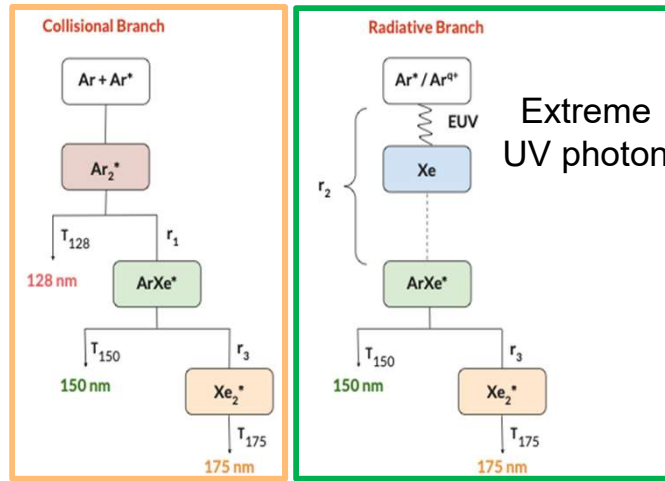 Collisional Branch
Ar + Ar*
Ar₂*
T₁₂₈
r₁
128 nm
ArXe*
T₁₅₀
r₃
150 nm
Xe₂*
T₁₇₅
175 nm
Radiative Branch
Ar* / Ar^q+
EUV
Extreme
UV photon
Xe
r₂
ArXe*
T₁₅₀
r₃
150 nm
Xe₂*
T₁₇₅
175 nm